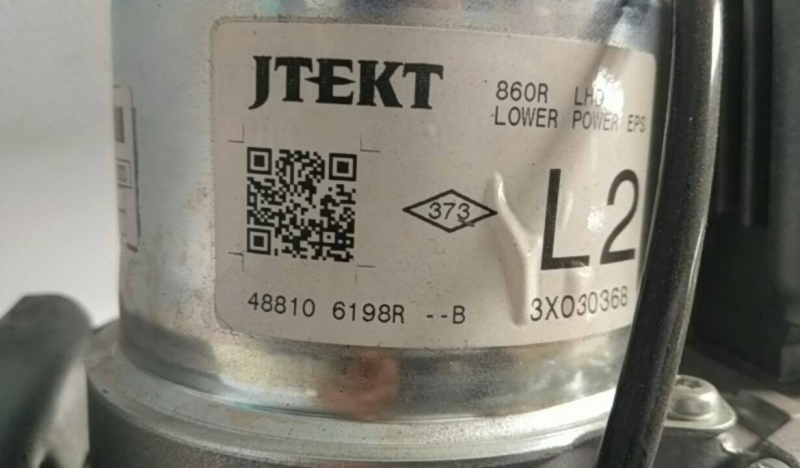 JTEKT
860R LHD
LOWER POWER EPS
373
L2
48810 6198R --B
3X030368